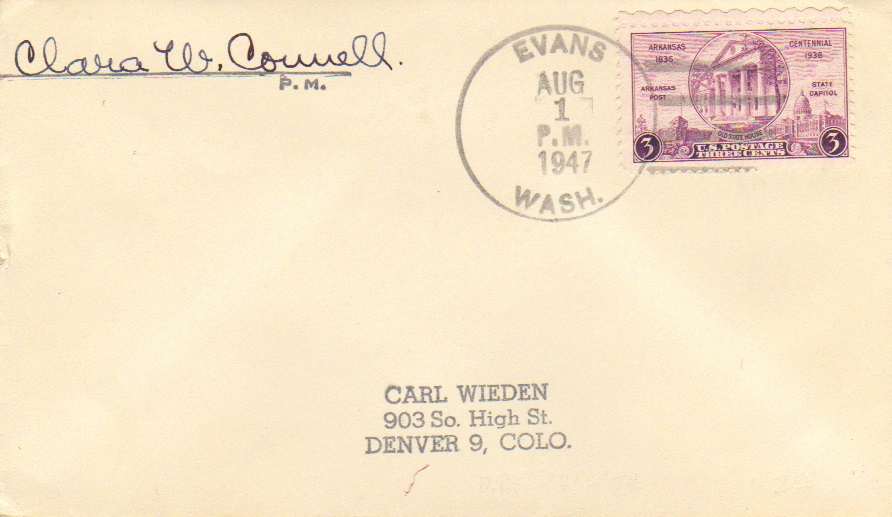 Clara W. Connell.
P.M.
EVANS
AUG
1
P.M.
1947
WASH.
ARKANSAS
1836
CENTENNIAL
1936
ARKANSAS
POST
STATE
CAPITOL
OLD STATE HOUSE
3
U.S. POSTAGE
THREE CENTS
3
CARL WIEDEN
903 So. High St.
DENVER 9, COLO.